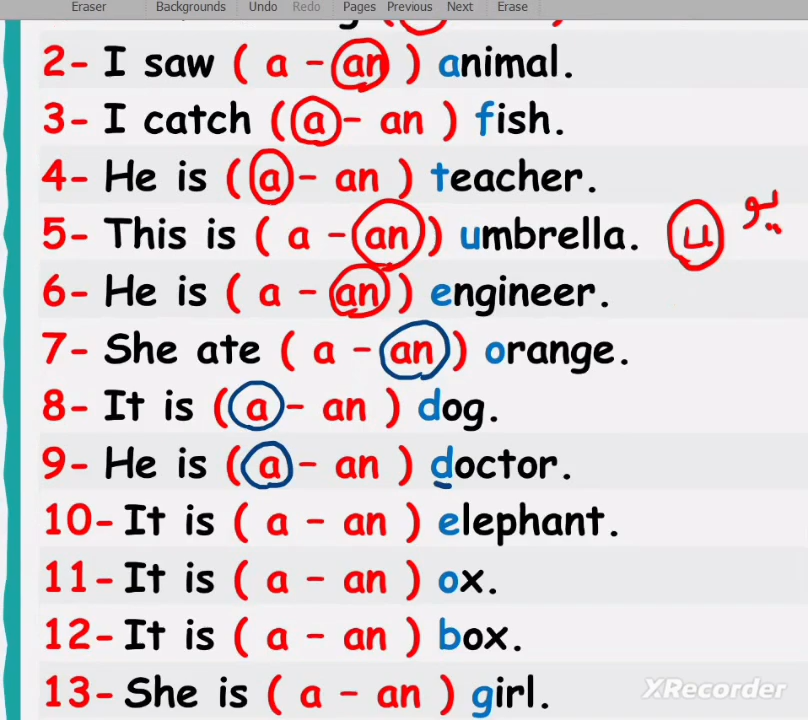 Eraser Backgrounds Undo Redo Pages Previous Next Erase
2- I saw ( a - an ) animal.
3- I catch ( a - an ) fish.
4- He is ( a - an ) teacher.
5- This is ( a - an ) umbrella. u يو
6- He is ( a - an ) engineer.
7- She ate ( a - an ) orange.
8- It is ( a - an ) dog.
9- He is ( a - an ) doctor.
10- It is ( a - an ) elephant.
11- It is ( a - an ) ox.
12- It is ( a - an ) box.
13- She is ( a - an ) girl.
XRecorder